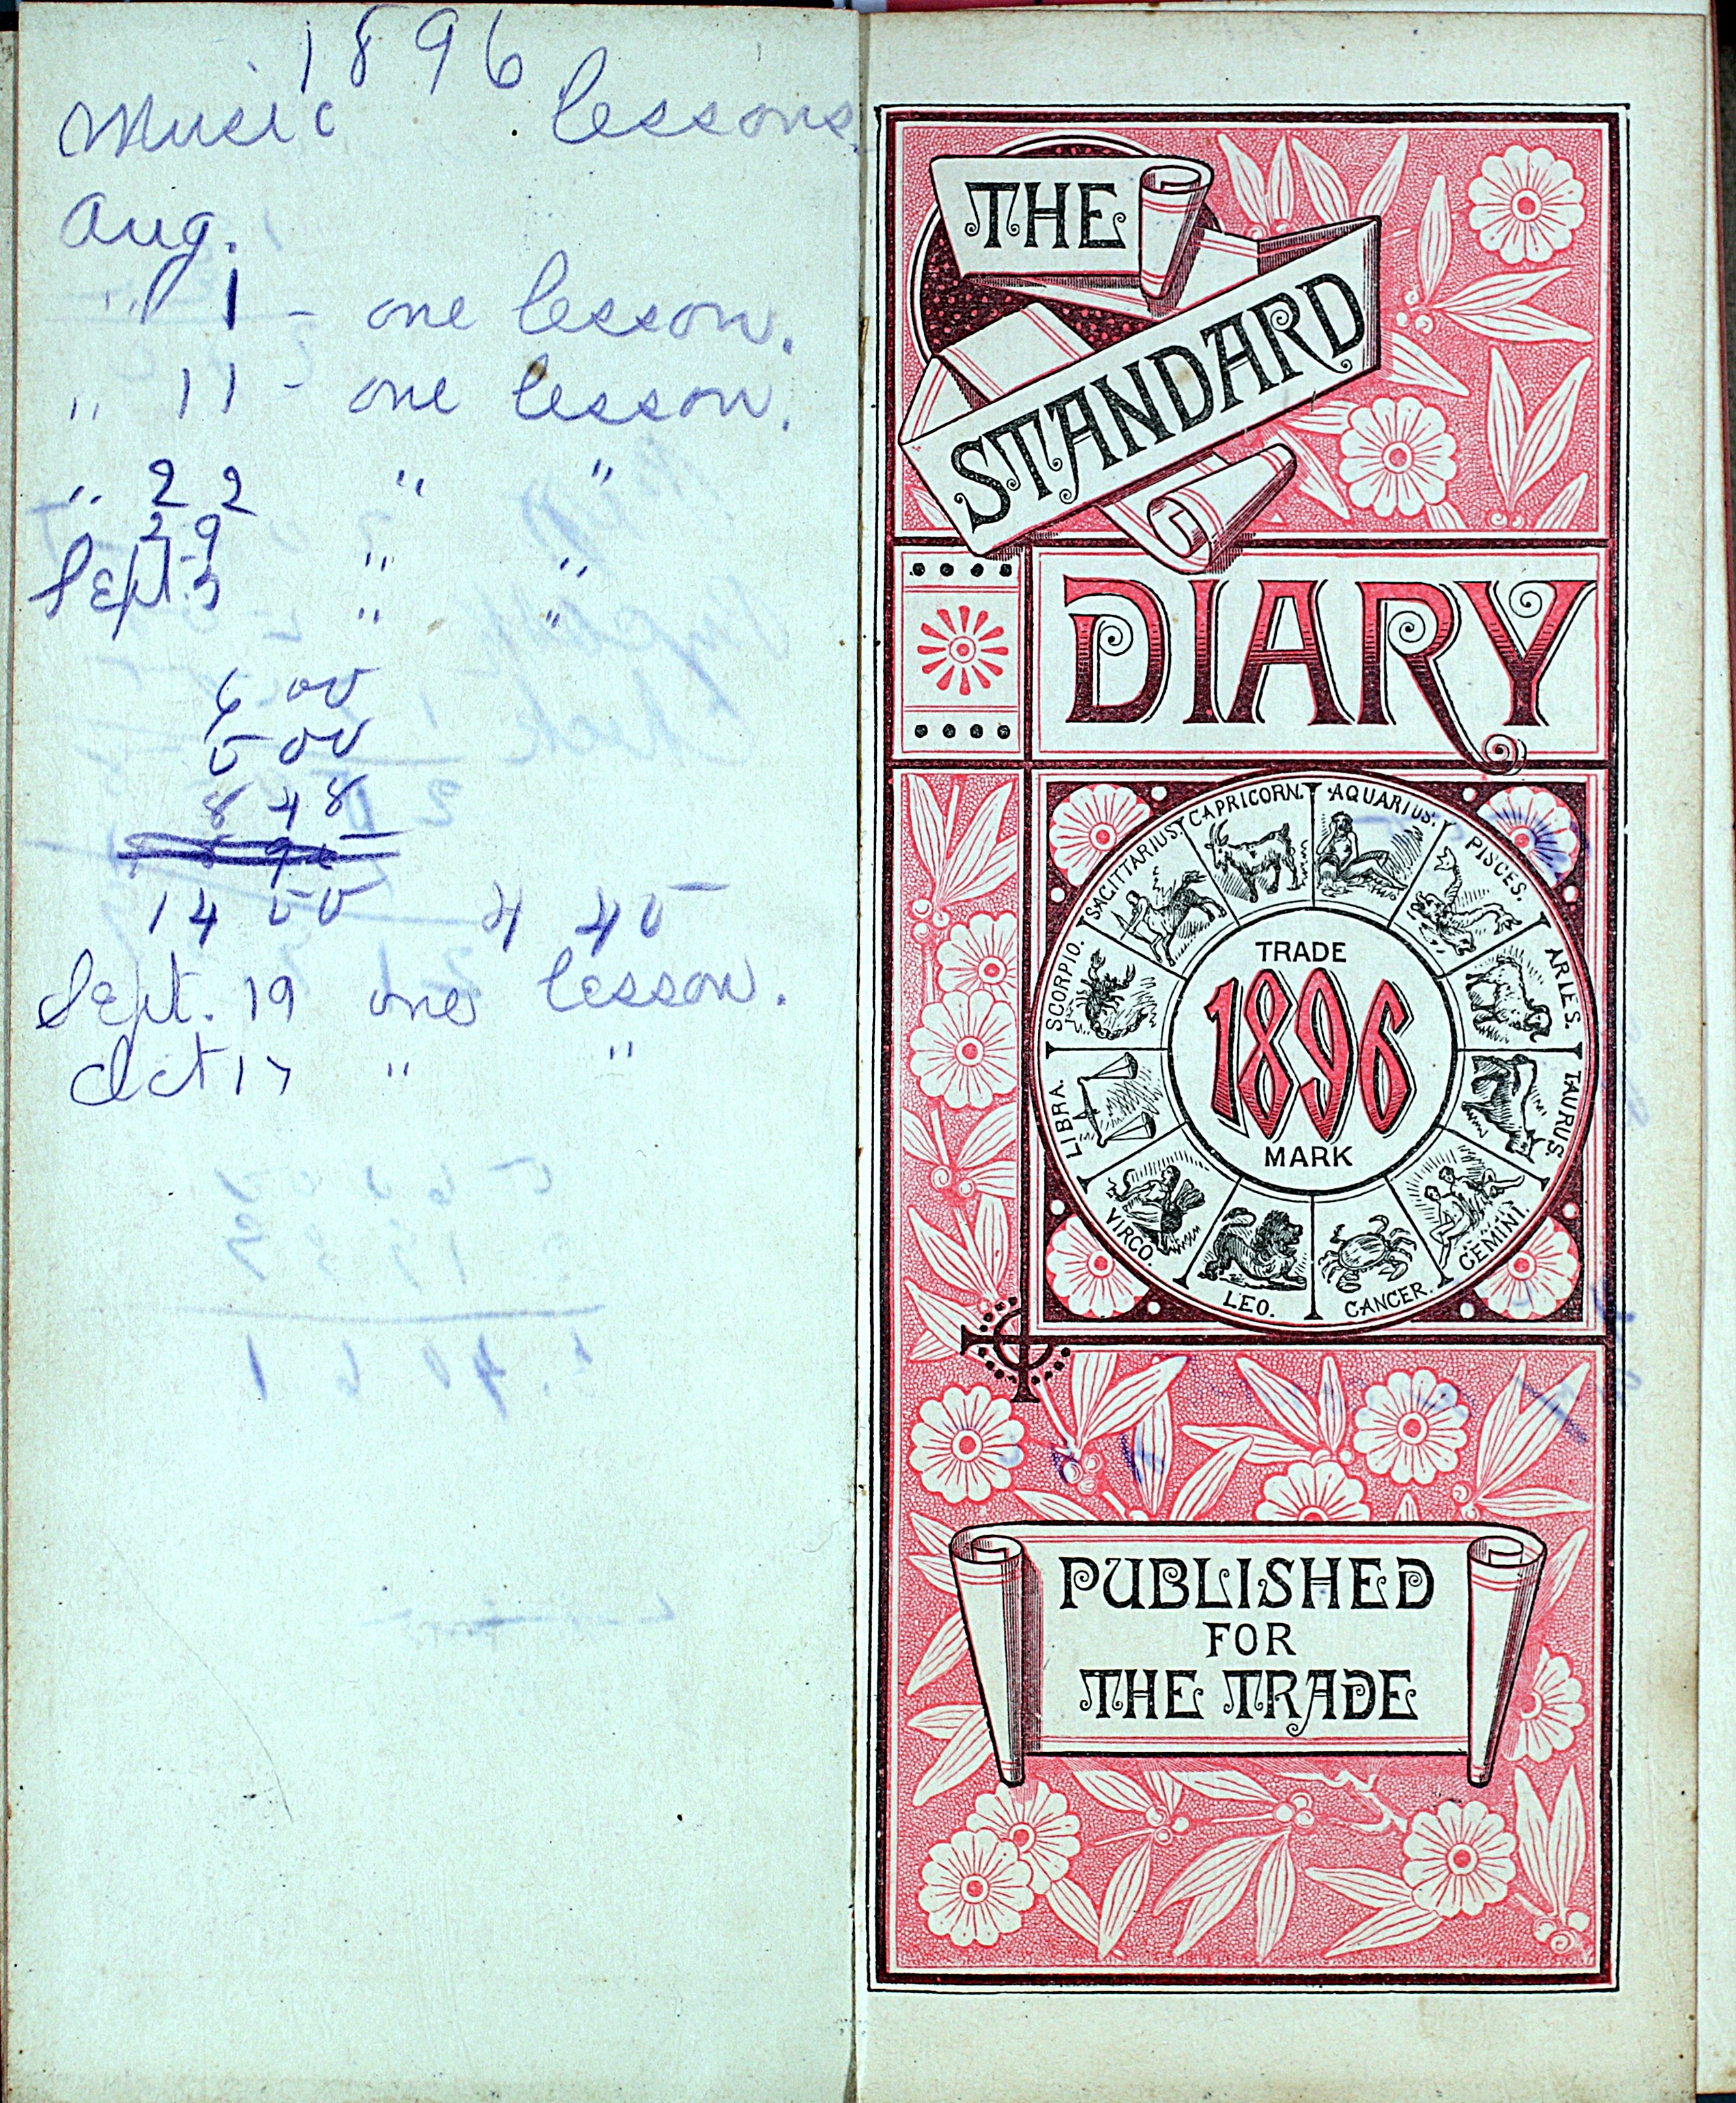 1896
Music lessons.
Aug.
" 1 - one lesson.
" 11 - one lesson.
" 22 " "
29 " "
Sept. 5 " "
6 00
5 00
8 48
14 00 4 40
Sept. 19 one lesson.
Oct 17 " "
THE
STANDARD
DIARY
CAPRICORN.
AQUARIUS.
PISCES.
ARIES.
TAURUS.
GEMINI.
CANCER.
LEO.
VIRGO.
LIBRA.
SCORPIO.
SAGITTARIUS.
TRADE
1896
MARK
PUBLISHED
FOR
THE TRADE